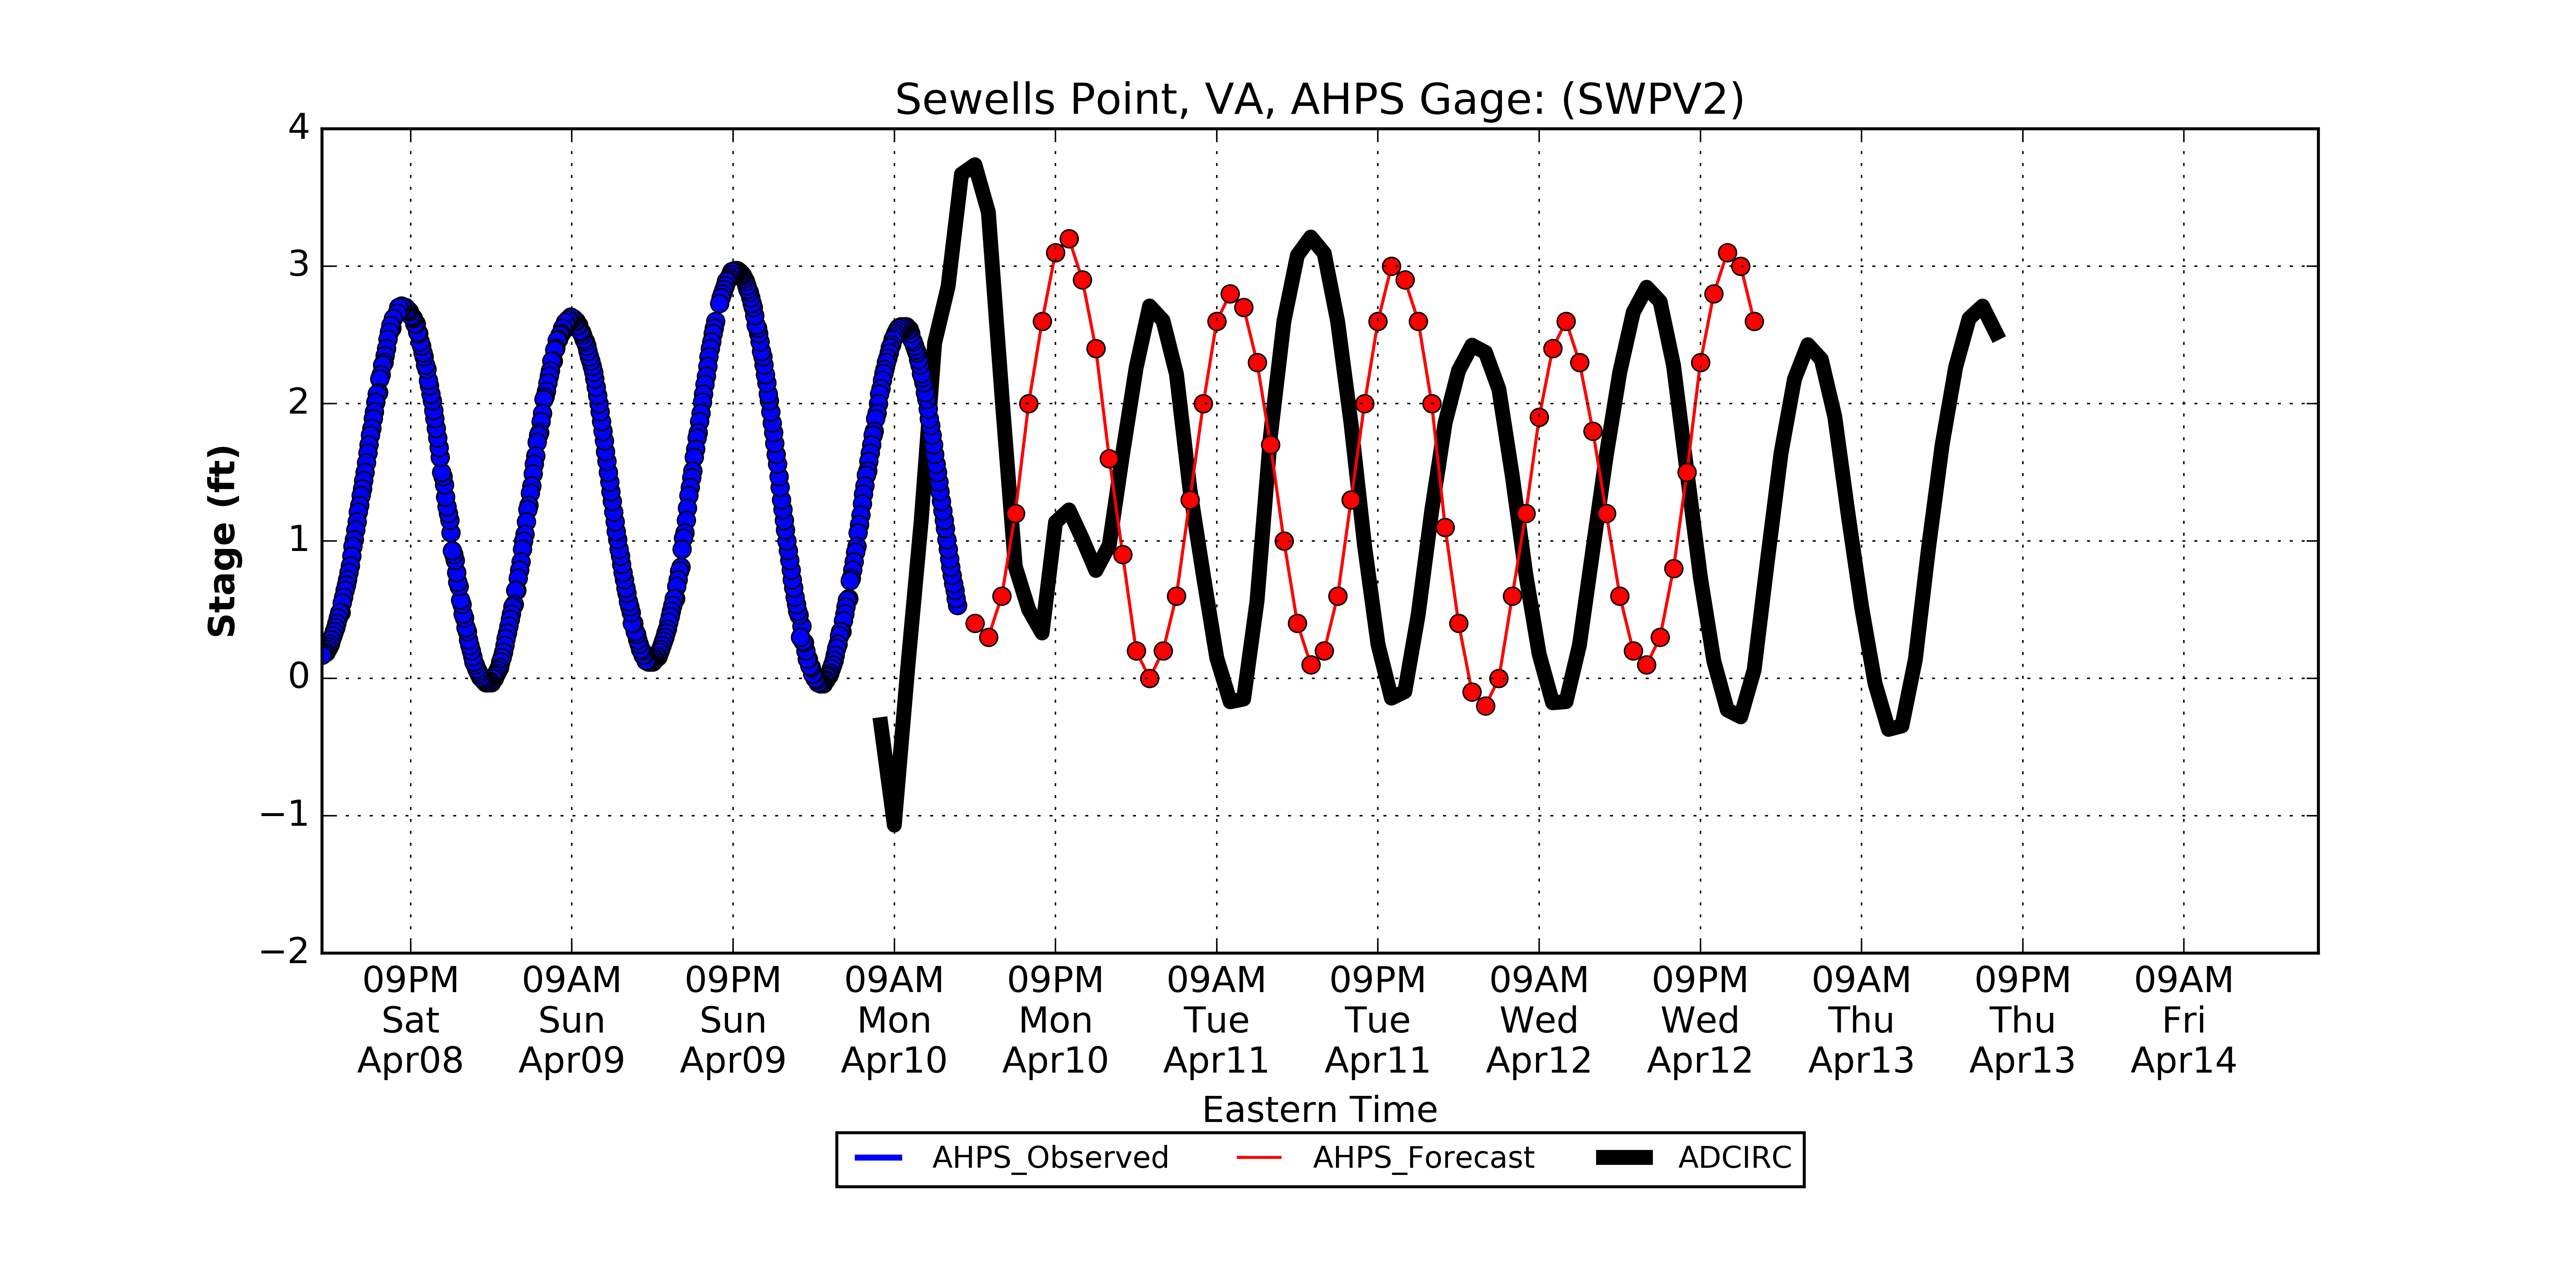 Sewells Point, VA, AHPS Gage: (SWPV2)
4
3
2
1
0
−1
−2
Stage (ft)
09PM 09AM 09PM 09AM 09PM 09AM 09PM 09AM 09PM 09AM 09PM 09AM
Sat Sun Sun Mon Mon Tue Tue Wed Wed Thu Thu Fri
Apr08 Apr09 Apr09 Apr10 Apr10 Apr11 Apr11 Apr12 Apr12 Apr13 Apr13 Apr14
Eastern Time
AHPS_Observed AHPS_Forecast ADCIRC